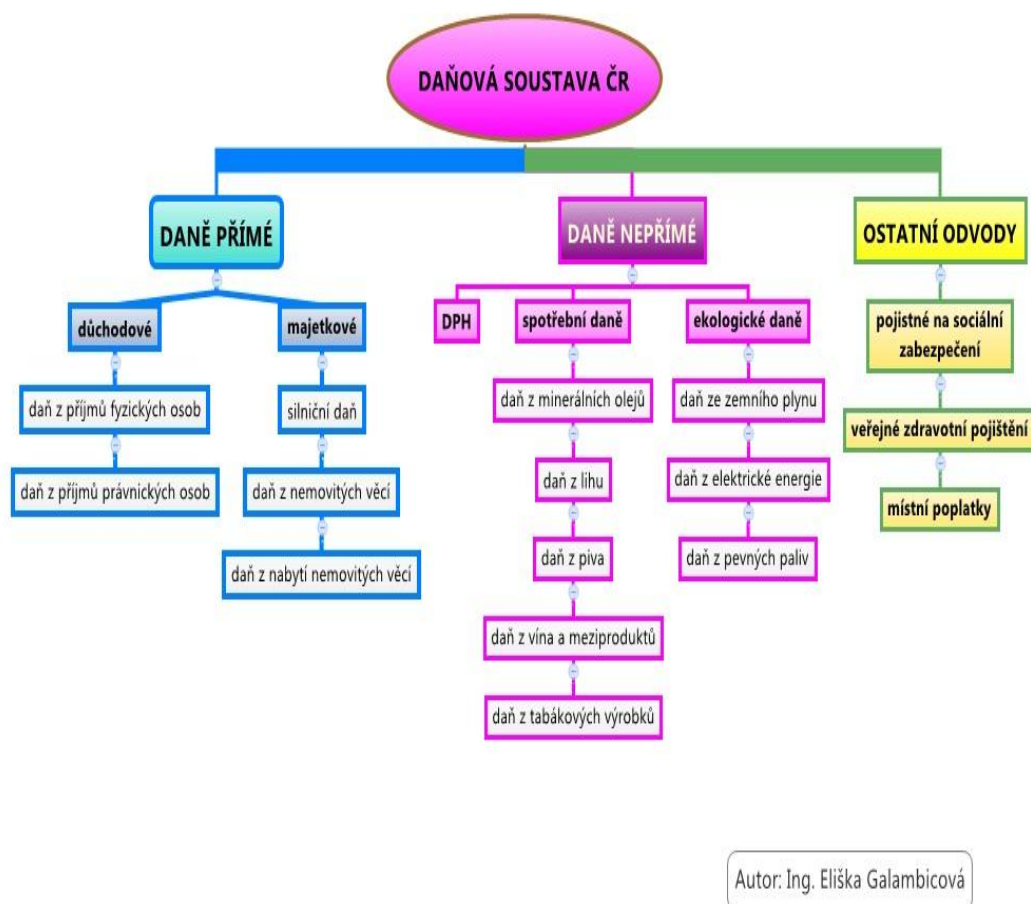 DAŇOVÁ SOUSTAVA ČR
DANĚ PŘÍMÉ
důchodové
daň z příjmů fyzických osob
daň z příjmů právnických osob
majetkové
silniční daň
daň z nemovitých věcí
daň z nabytí nemovitých věcí
DANĚ NEPŘÍMÉ
DPH
spotřební daně
daň z minerálních olejů
daň z lihu
daň z piva
daň z vína a meziproduktů
daň z tabákových výrobků
ekologické daně
daň ze zemního plynu
daň z elektrické energie
daň z pevných paliv
OSTATNÍ ODVODY
pojistné na sociální
zabezpečení
veřejné zdravotní pojištění
místní poplatky
Autor: Ing. Eliška Galambicová